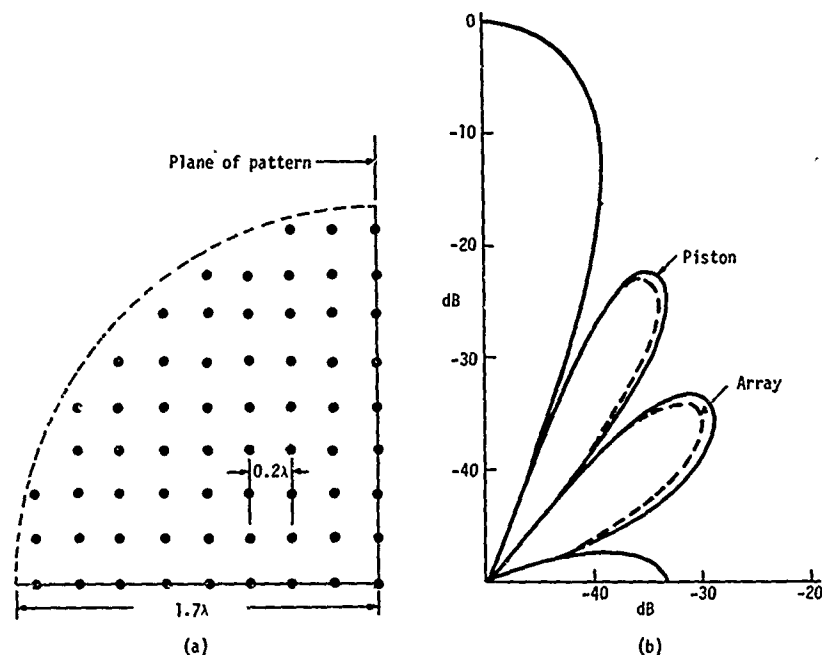 Plane of pattern
0.2λ
1.7λ
(a)
0
-10
-20
dB
-30
-40
Piston
Array
-40
-30
-20
dB
(b)